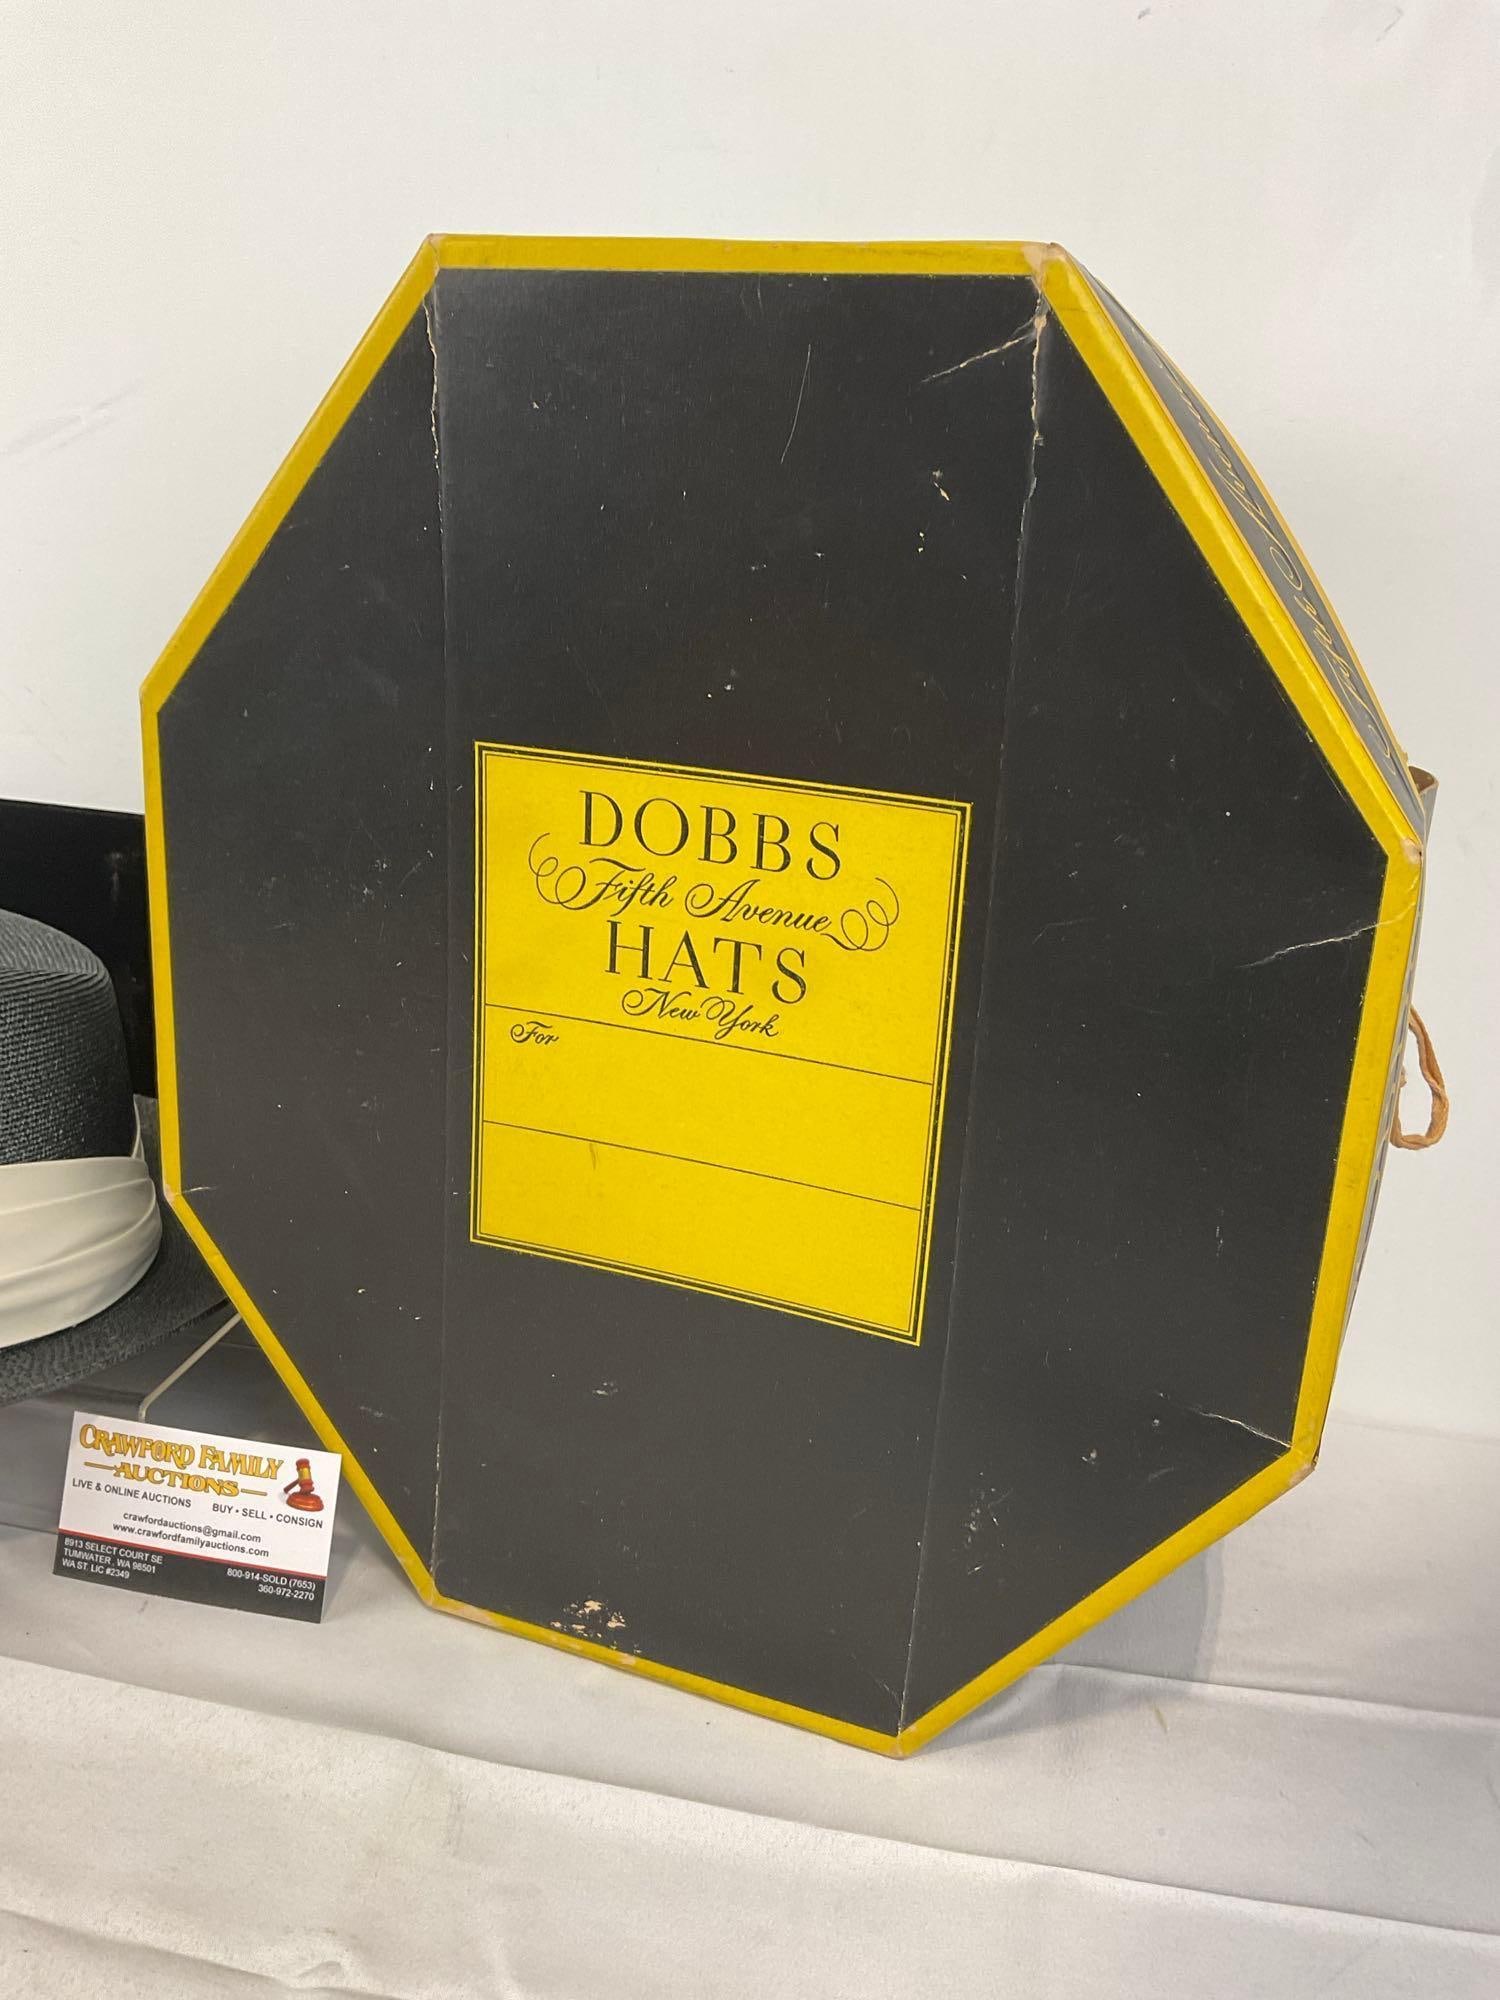 DOBBS
Fifth Avenue
HATS
New York
For
Fifth Avenue
CRAWFORD FAMILY
AUCTIONS
LIVE & ONLINE AUCTIONS BUY • SELL • CONSIGN
crawfordauctions@gmail.com
www.crawfordfamilyauctions.com
8913 SELECT COURT SE
TUMWATER, WA 98501
WA ST. LIC #2349
800-914-SOLD (7653)
360-972-2270